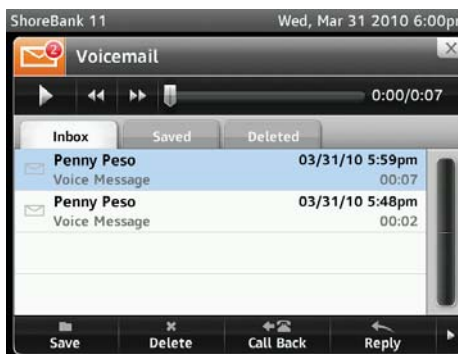 ShoreBank 11 Wed, Mar 31 2010 6:00p
2 Voicemail
0:00/0:07
Inbox Saved Deleted
Penny Peso 03/31/10 5:59pm
Voice Message 00:07
Penny Peso 03/31/10 5:48pm
Voice Message 00:02
Save Delete Call Back Reply